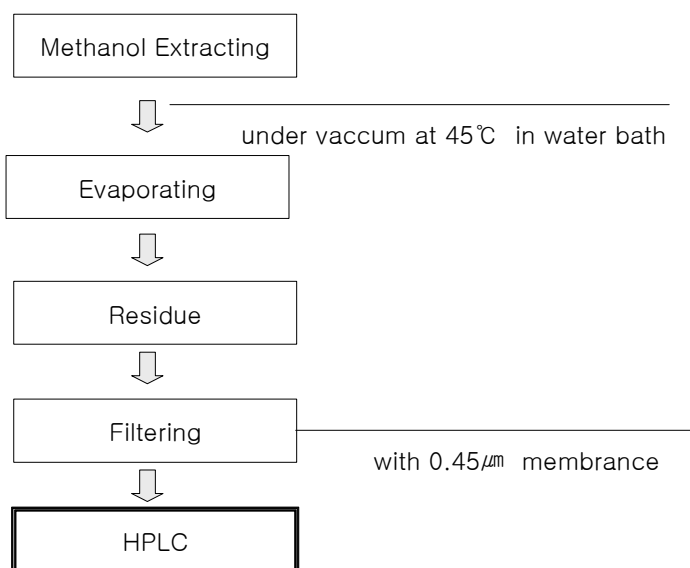 Methanol Extracting
under vaccum at 45℃ in water bath
Evaporating
Residue
Filtering
with 0.45㎛ membrance
HPLC